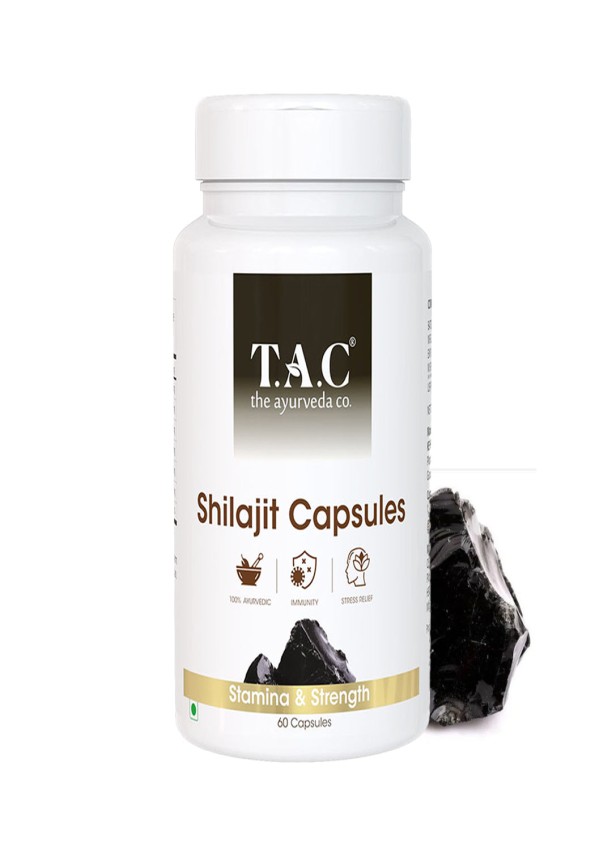 T.A.C®
the ayurveda co.
Shilajit Capsules
100% AYURVEDIC
IMMUNITY
STRESS RELIEF
Stamina & Strength
60 Capsules